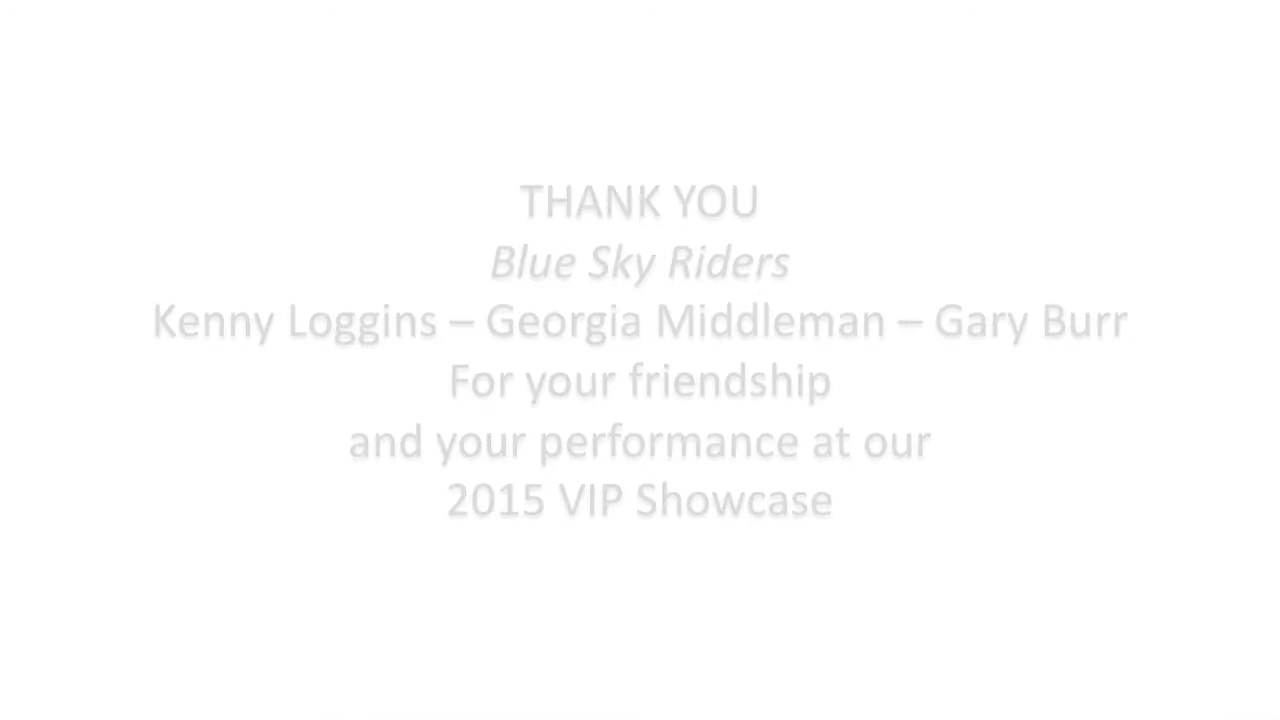 THANK YOU
Blue Sky Riders
Kenny Loggins – Georgia Middleman – Gary Burr
For your friendship
and your performance at our
2015 VIP Showcase